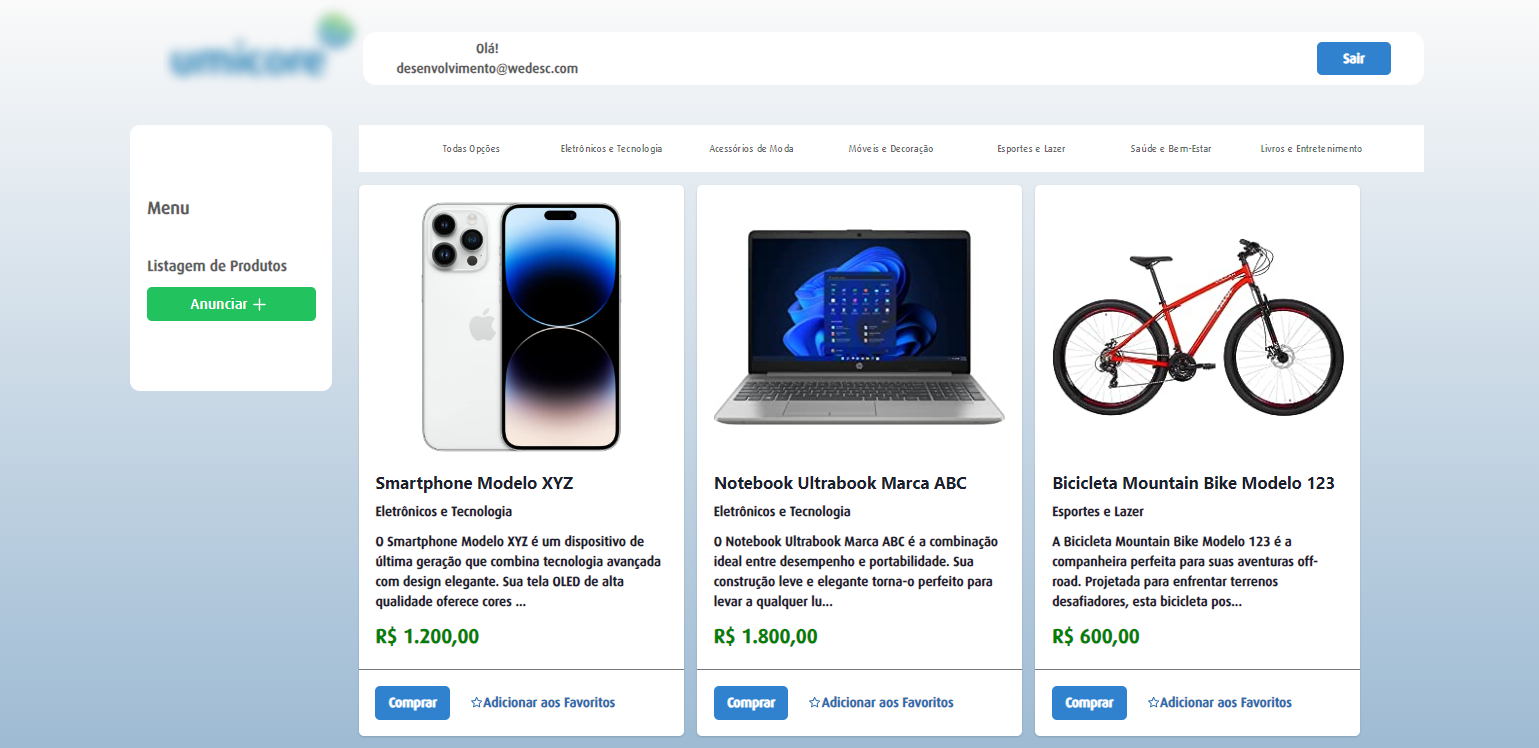 umicore
Olá!
desenvolvimento@wedesc.com
Sair
Menu
Listagem de Produtos
Anunciar +
Todas Opções
Eletrônicos e Tecnologia
Acessórios de Moda
Móveis e Decoração
Esportes e Lazer
Saúde e Bem-Estar
Livros e Entretenimento
Smartphone Modelo XYZ
Eletrônicos e Tecnologia
O Smartphone Modelo XYZ é um dispositivo de
última geração que combina tecnologia avançada
com design elegante. Sua tela OLED de alta
qualidade oferece cores ...
R$ 1.200,00
Comprar
☆Adicionar aos Favoritos
Notebook Ultrabook Marca ABC
Eletrônicos e Tecnologia
O Notebook Ultrabook Marca ABC é a combinação
ideal entre desempenho e portabilidade. Sua
construção leve e elegante torna-o perfeito para
levar a qualquer lu...
R$ 1.800,00
Comprar
☆Adicionar aos Favoritos
Bicicleta Mountain Bike Modelo 123
Esportes e Lazer
A Bicicleta Mountain Bike Modelo 123 é a
companheira perfeita para suas aventuras off-
road. Projetada para enfrentar terrenos
desafiadores, esta bicicleta pos...
R$ 600,00
Comprar
☆Adicionar aos Favoritos